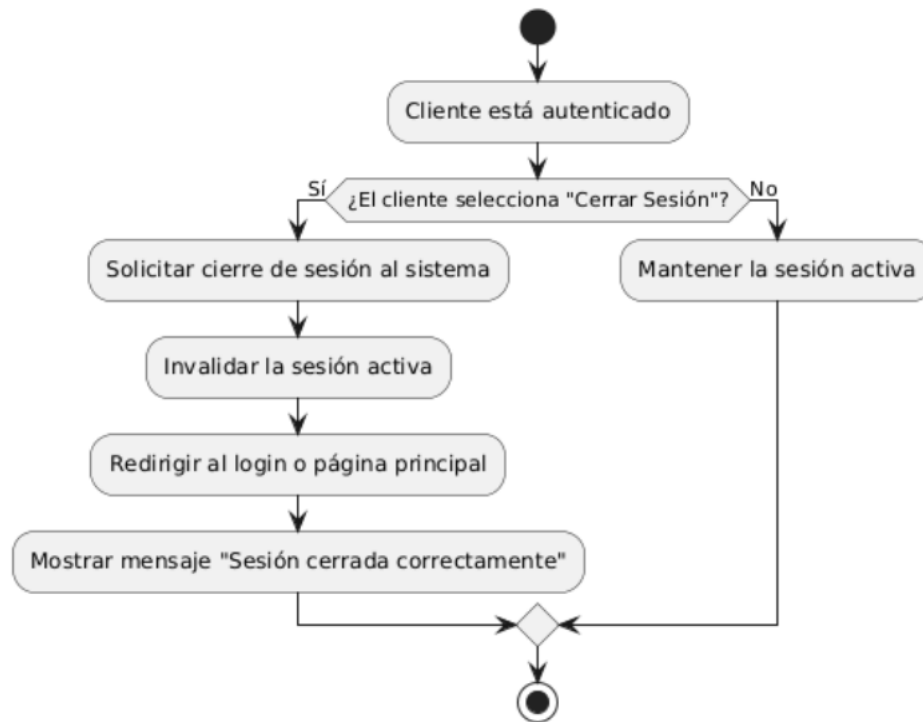 Cliente está autenticado
Sí
¿El cliente selecciona "Cerrar Sesión"?
No
Solicitar cierre de sesión al sistema
Mantener la sesión activa
Invalidar la sesión activa
Redirigir al login o página principal
Mostrar mensaje "Sesión cerrada correctamente"